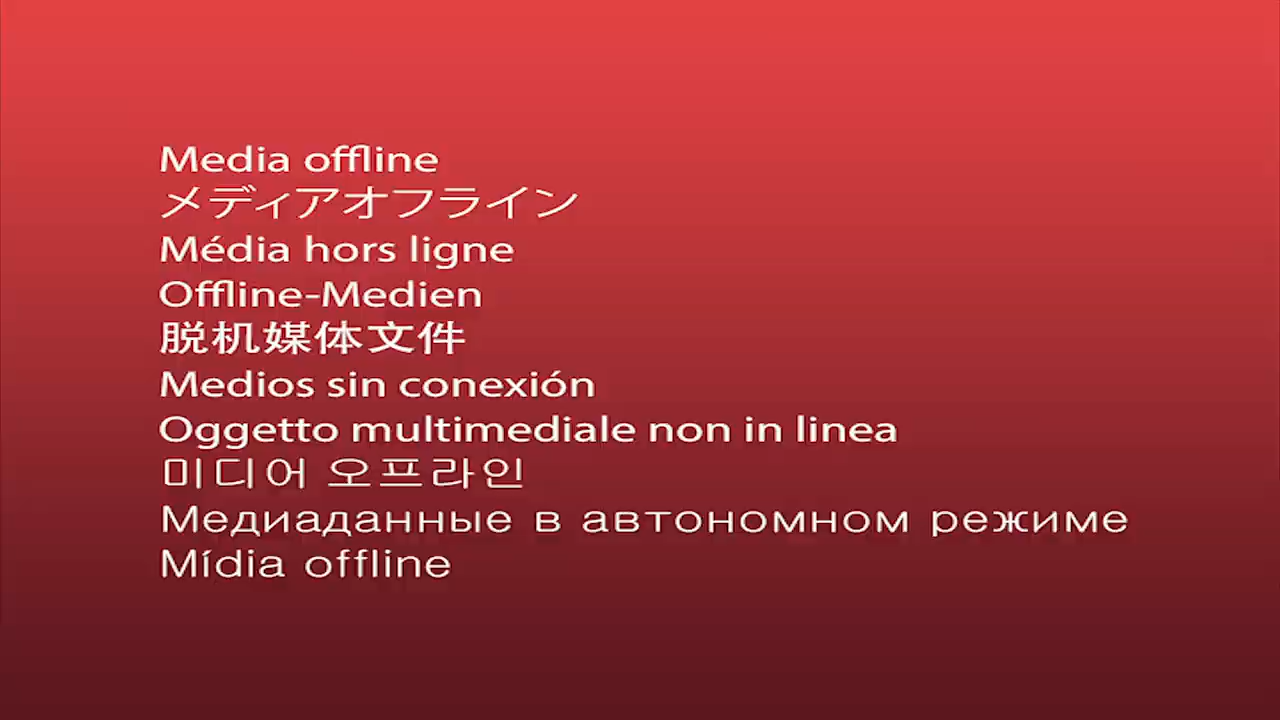 Media offline
メディアオフライン
Média hors ligne
Offline-Medien
脱机媒体文件
Medios sin conexión
Oggetto multimediale non in linea
미디어 오프라인
Медиаданные в автономном режиме
Mídia offline